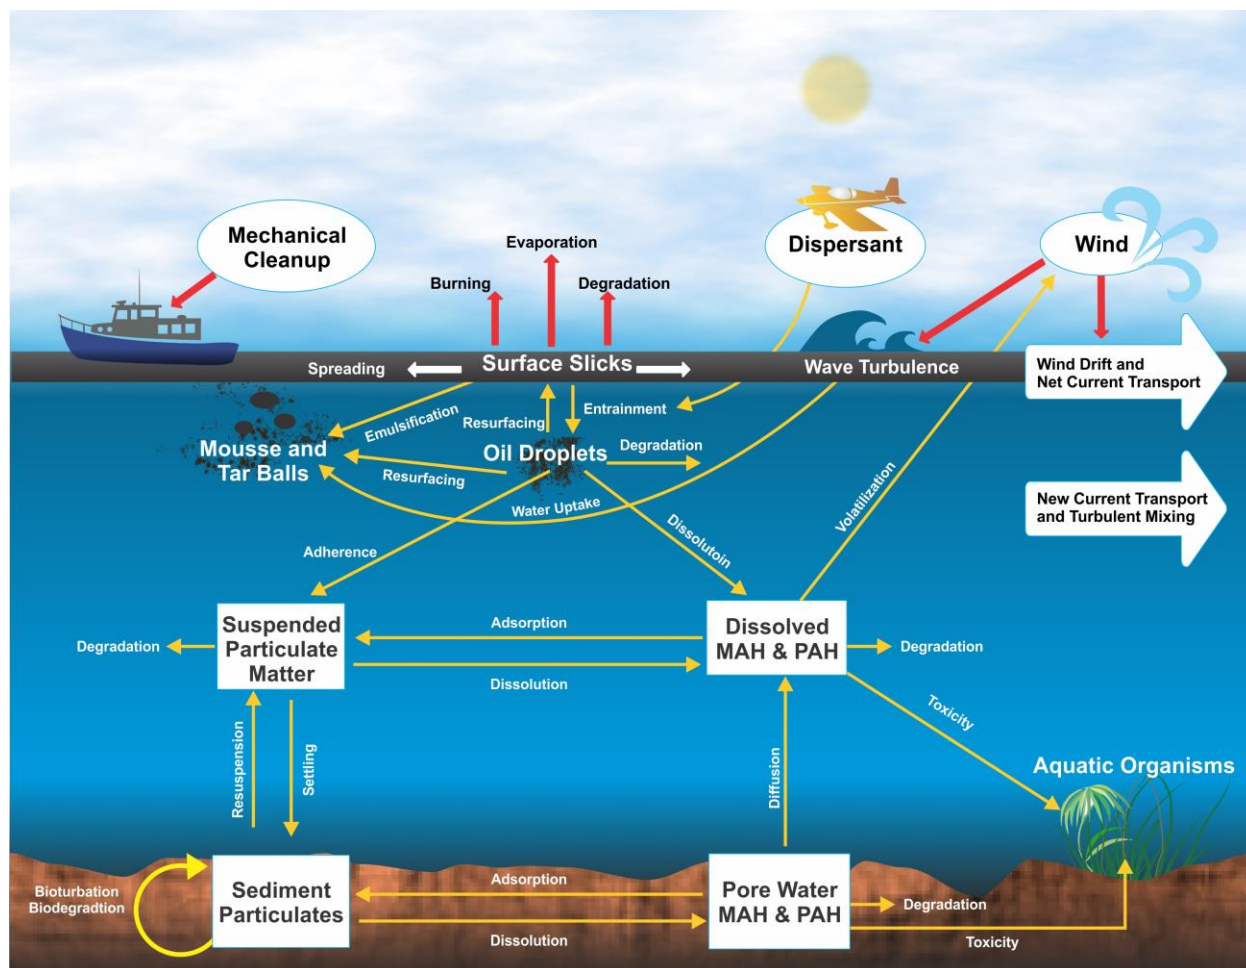 Mechanical
Cleanup
Evaporation
Burning
Degradation
Dispersant
Wind
Spreading
Surface Slicks
Wave Turbulence
Wind Drift and
Net Current Transport
Emulsification
Resurfacing
Entrainment
Mousse and
Tar Balls
Oil Droplets
Degradation
Resurfacing
Water Uptake
Volatilization
New Current Transport
and Turbulent Mixing
Adherence
Dissolutoin
Suspended
Particulate
Matter
Degradation
Adsorption
Dissolution
Dissolved
MAH & PAH
Degradation
Toxicity
Resuspension
Settling
Diffusion
Aquatic Organisms
Bioturbation
Biodegradtion
Sediment
Particulates
Adsorption
Dissolution
Pore Water
MAH & PAH
Degradation
Toxicity